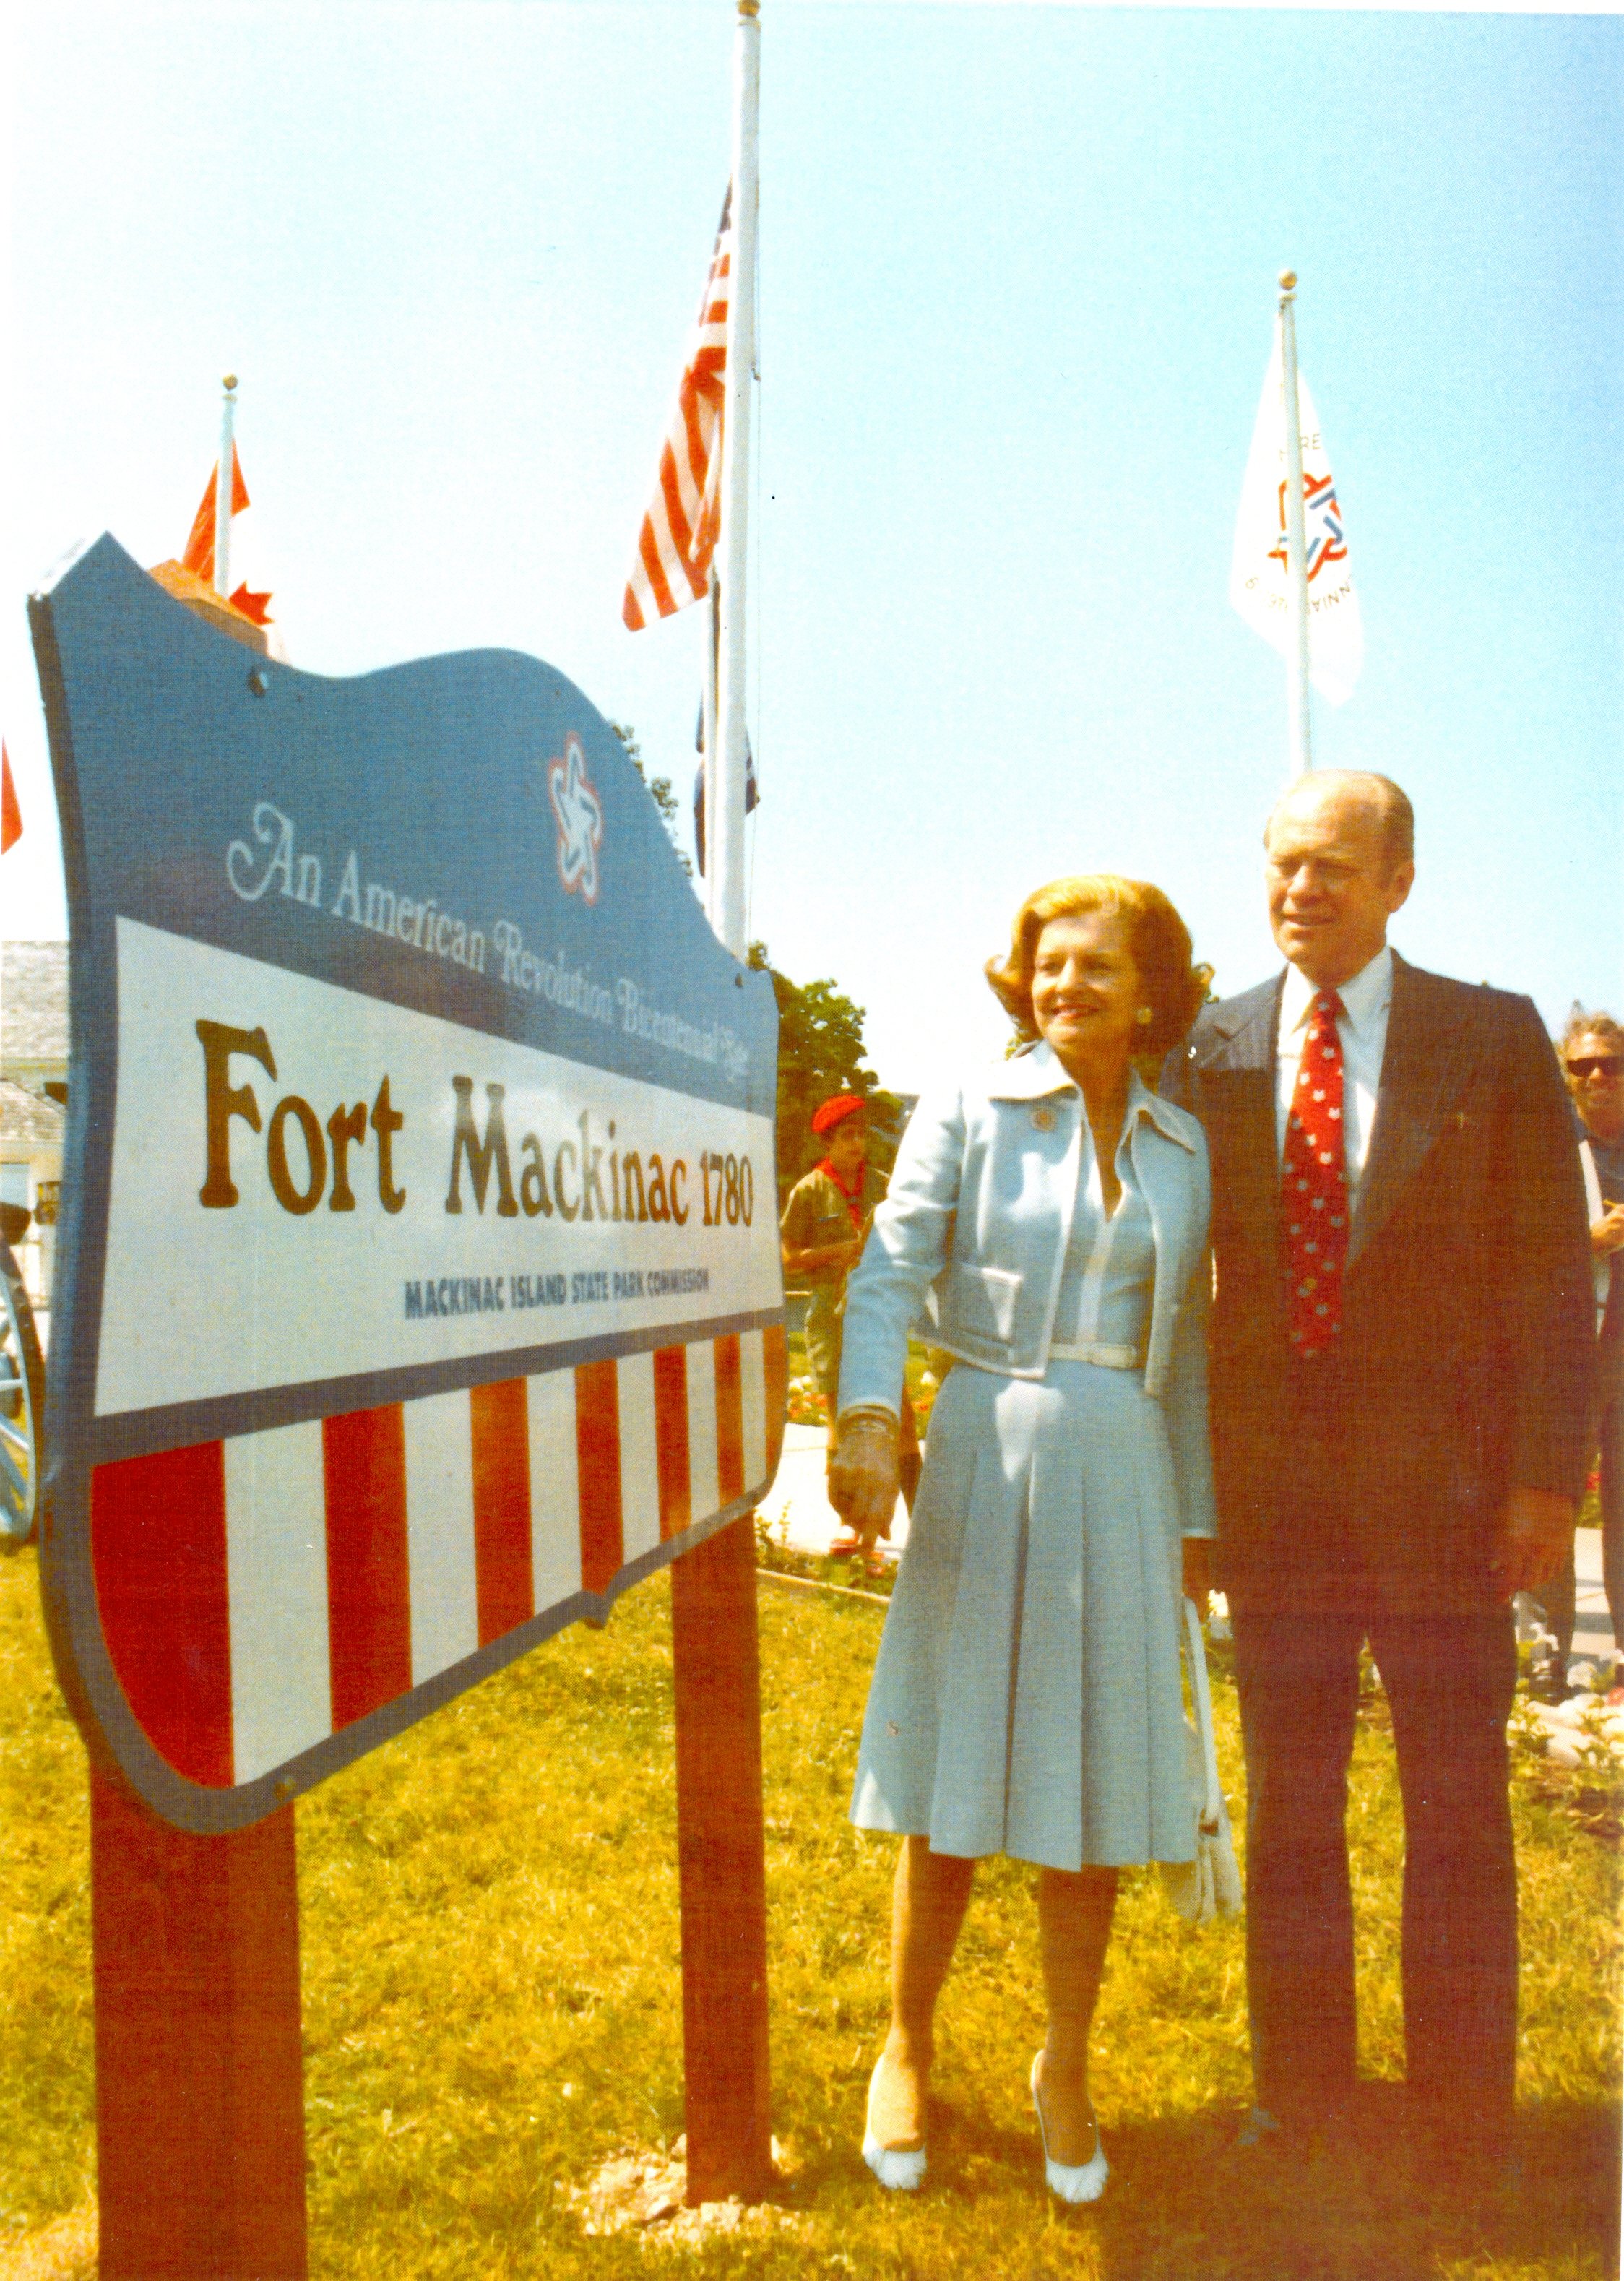 An American Revolution Bicentennial Site
Fort Mackinac 1780
MACKINAC ISLAND STATE PARK COMMISSION